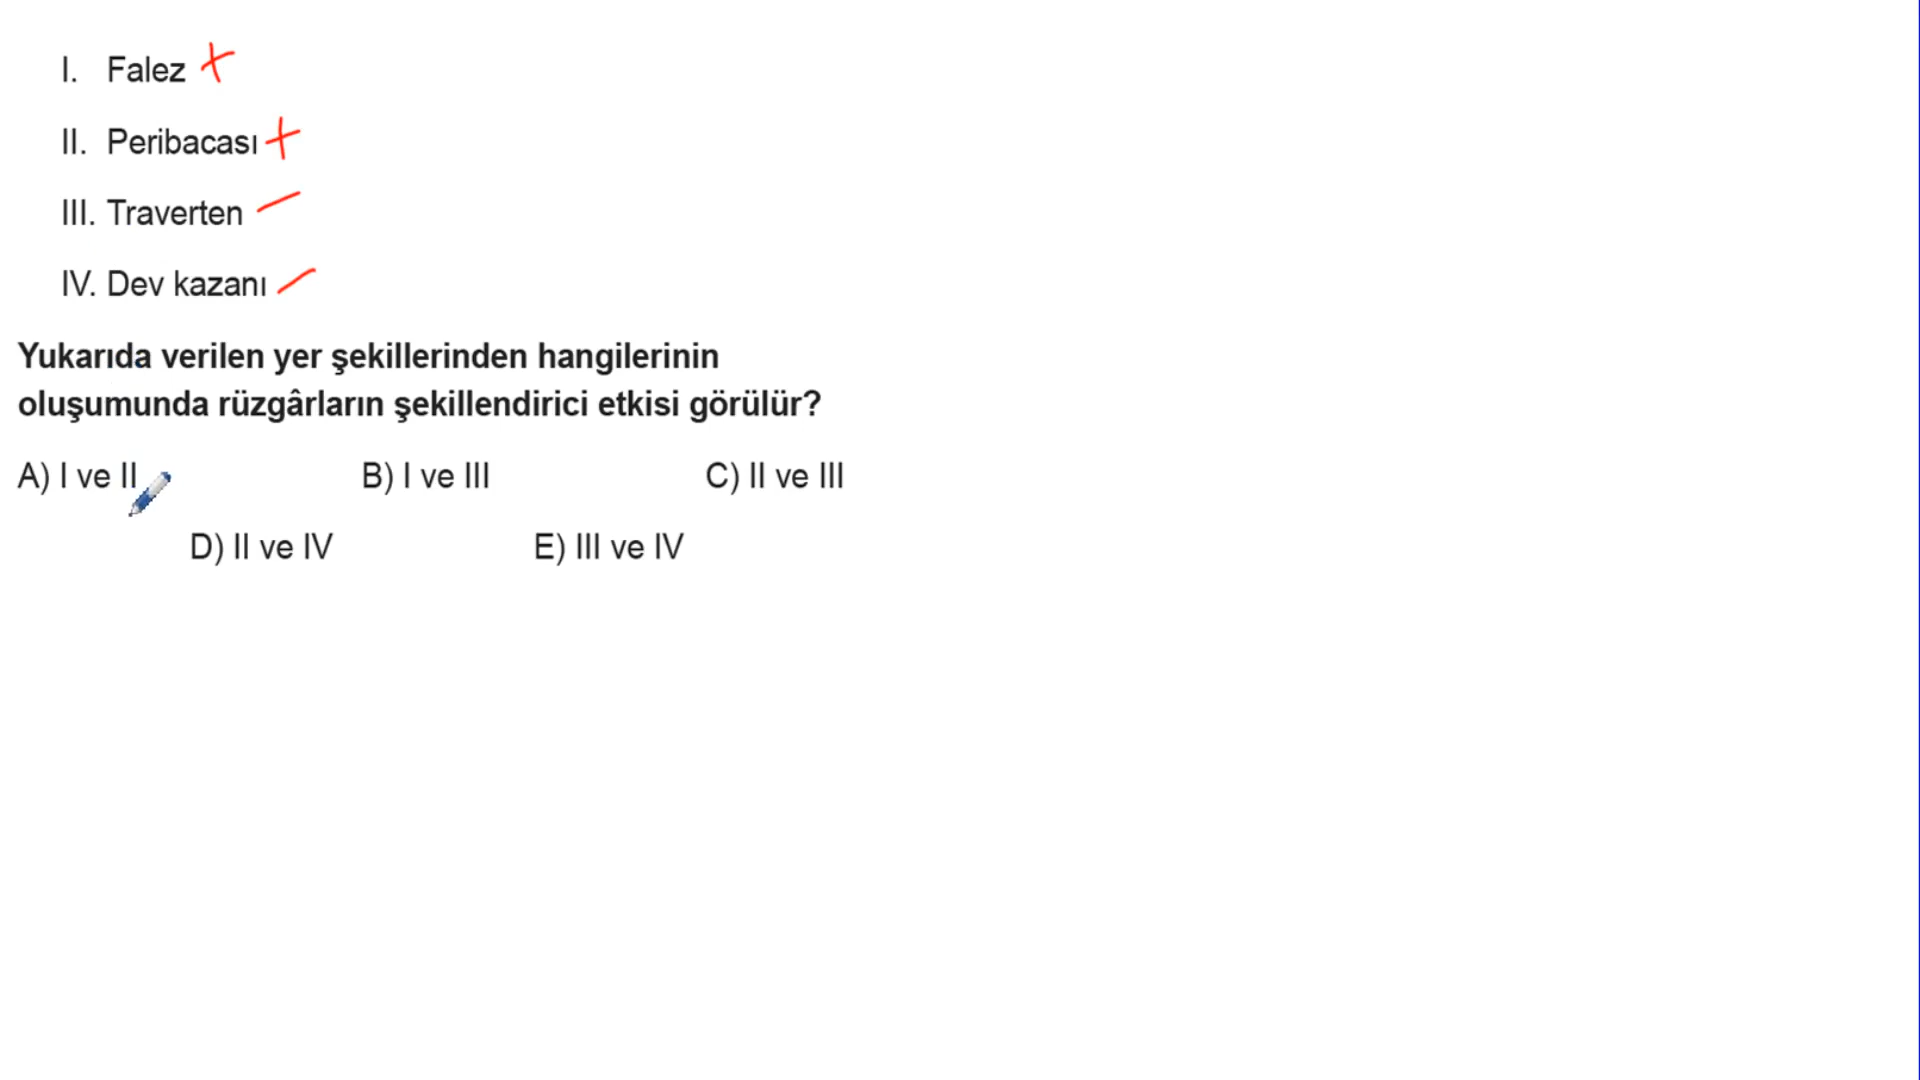 I. Falez +
II. Peribacası +
III. Traverten –
IV. Dev kazanı –
Yukarıda verilen yer şekillerinden hangilerinin
oluşumunda rüzgârların şekillendirici etkisi görülür?
A) I ve II B) I ve III C) II ve III
D) II ve IV E) III ve IV